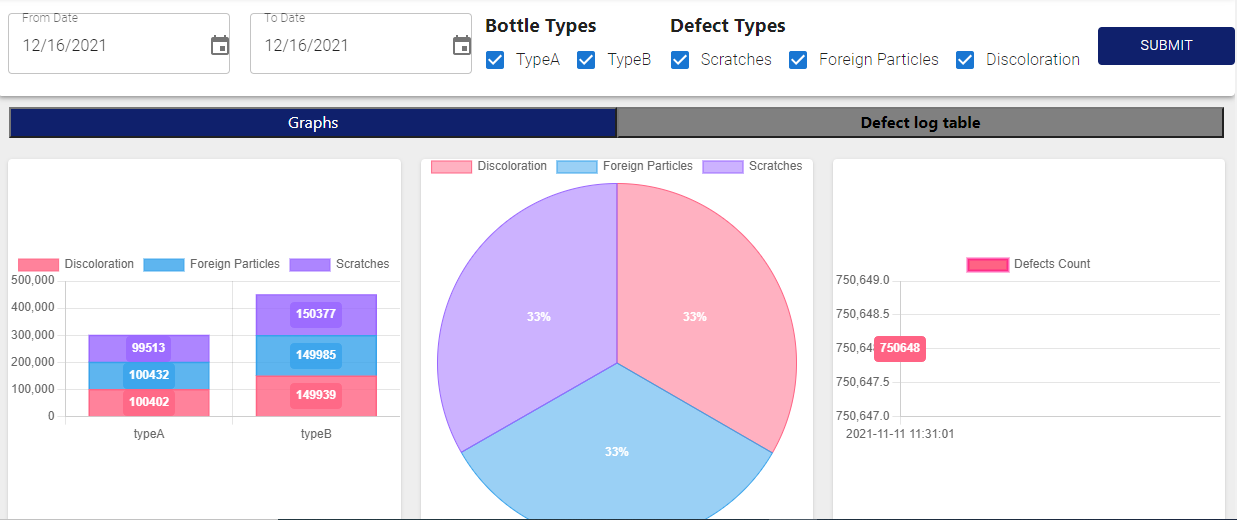 From Date
12/16/2021
To Date
12/16/2021
Bottle Types
TypeA
TypeB
Defect Types
Scratches
Foreign Particles
Discoloration
SUBMIT
Graphs
Defect log table
Discoloration
Foreign Particles
Scratches
500,000
400,000
300,000
200,000
100,000
0
99513
100432
100402
150377
149985
149939
typeA
typeB
Discoloration
Foreign Particles
Scratches
33%
33%
33%
Defects Count
750,649.0
750,648.5
750648
750,647.5
750,647.0
2021-11-11 11:31:01